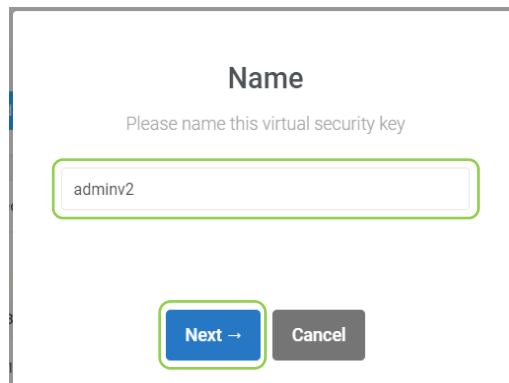 Name
Please name this virtual security key
adminv2
Next →
Cancel